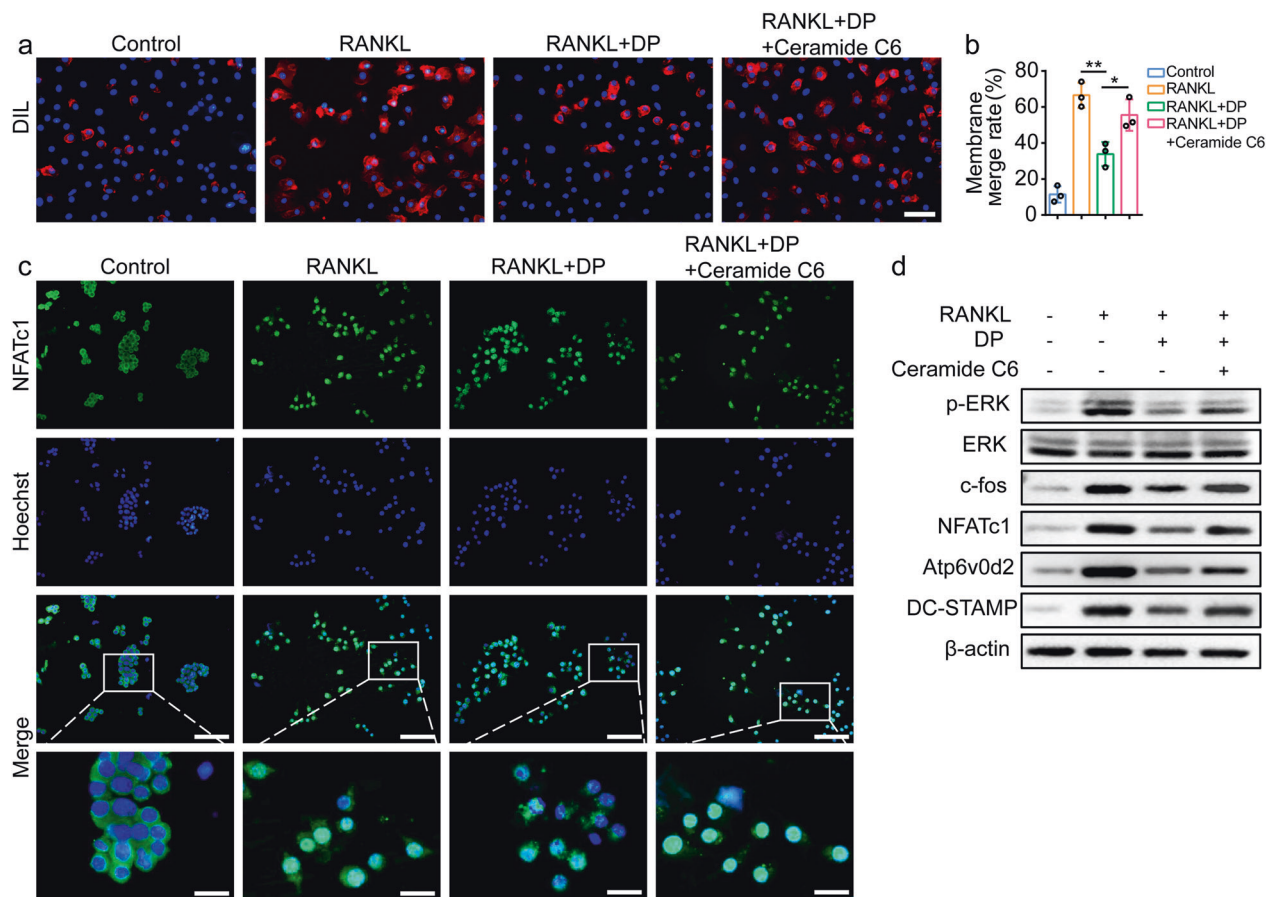 a
Control
RANKL
RANKL+DP
RANKL+DP
+Ceramide C6
DIL
b
Membrane
Merge rate (%)
80
60
40
20
0
**
*
Control
RANKL
RANKL+DP
RANKL+DP
+Ceramide C6
c
Control
RANKL
RANKL+DP
RANKL+DP
+Ceramide C6
NFATc1
Hoechst
Merge
d
RANKL - + + +
DP - - + +
Ceramide C6 - - - +
p-ERK
ERK
c-fos
NFATc1
Atp6v0d2
DC-STAMP
β-actin